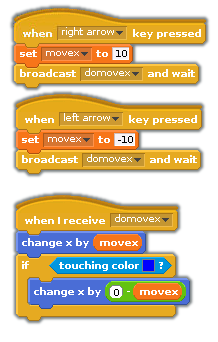 when right arrow key pressed
set movex to 10
broadcast domovex and wait
when left arrow key pressed
set movex to -10
broadcast domovex and wait
when I receive domovex
change x by movex
if touching color ?
change x by 0 - movex